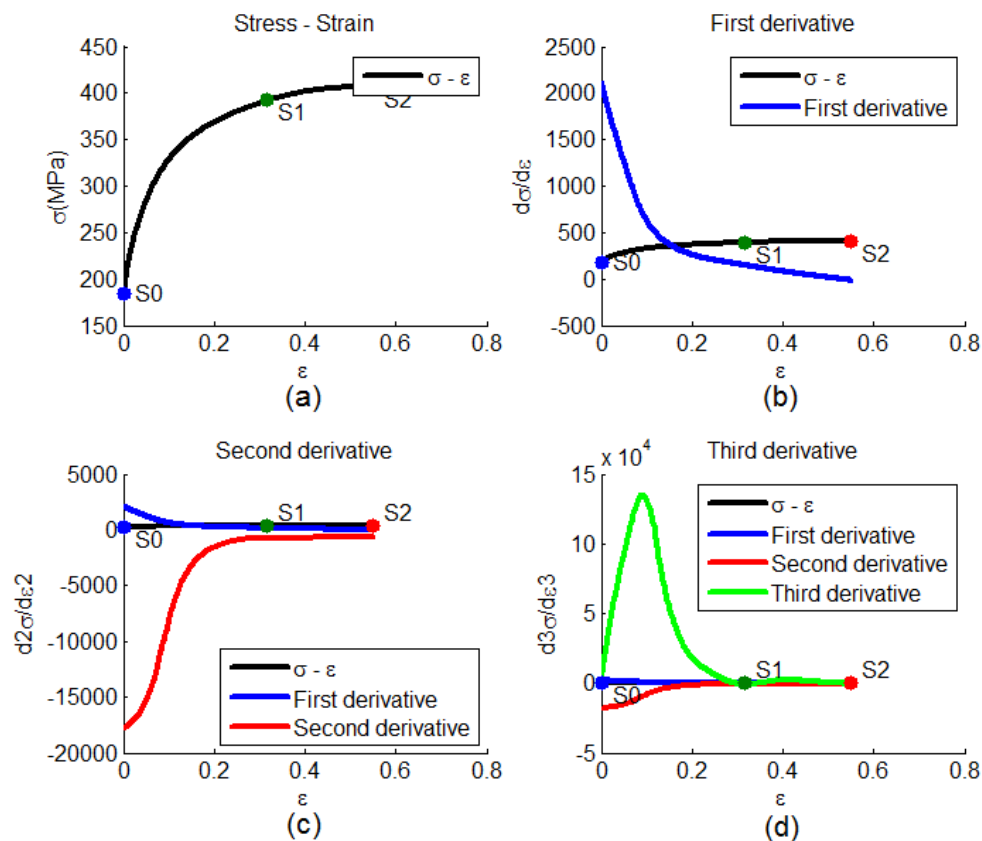 Stress - Strain
450
400
350
300
250
200
150
σ(MPa)
σ - ε
S0
S1
S2
0
0.2
0.4
0.6
0.8
ε
(a)
First derivative
2500
2000
1500
1000
500
0
-500
dσ/dε
σ - ε
First derivative
S0
S1
S2
0
0.2
0.4
0.6
0.8
ε
(b)
Second derivative
5000
0
-5000
-10000
-15000
-20000
d2σ/dε2
S0
S1
S2
σ - ε
First derivative
Second derivative
0
0.2
0.4
0.6
0.8
ε
(c)
Third derivative
x 10^4
15
10
5
0
-5
d3σ/dε3
σ - ε
First derivative
Second derivative
Third derivative
S0
S1
S2
0
0.2
0.4
0.6
0.8
ε
(d)